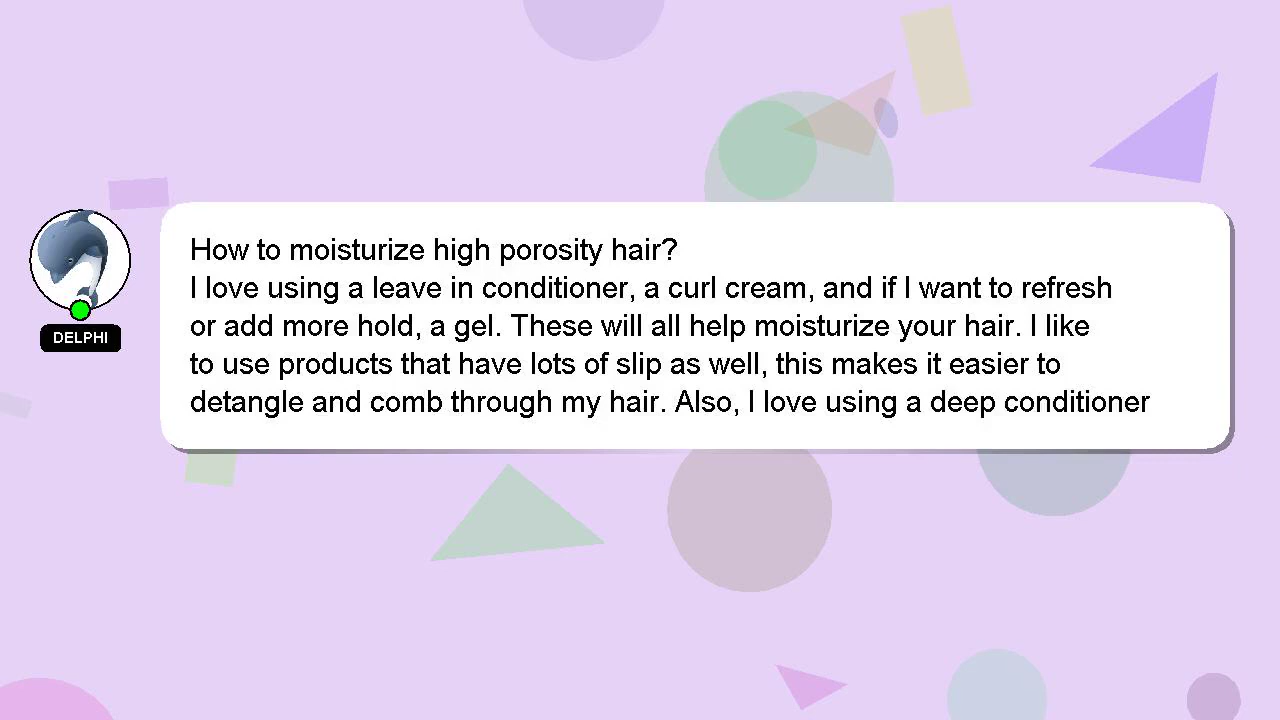 How to moisturize high porosity hair?
I love using a leave in conditioner, a curl cream, and if I want to refresh
or add more hold, a gel. These will all help moisturize your hair. I like
to use products that have lots of slip as well, this makes it easier to
detangle and comb through my hair. Also, I love using a deep conditioner
DELPHI